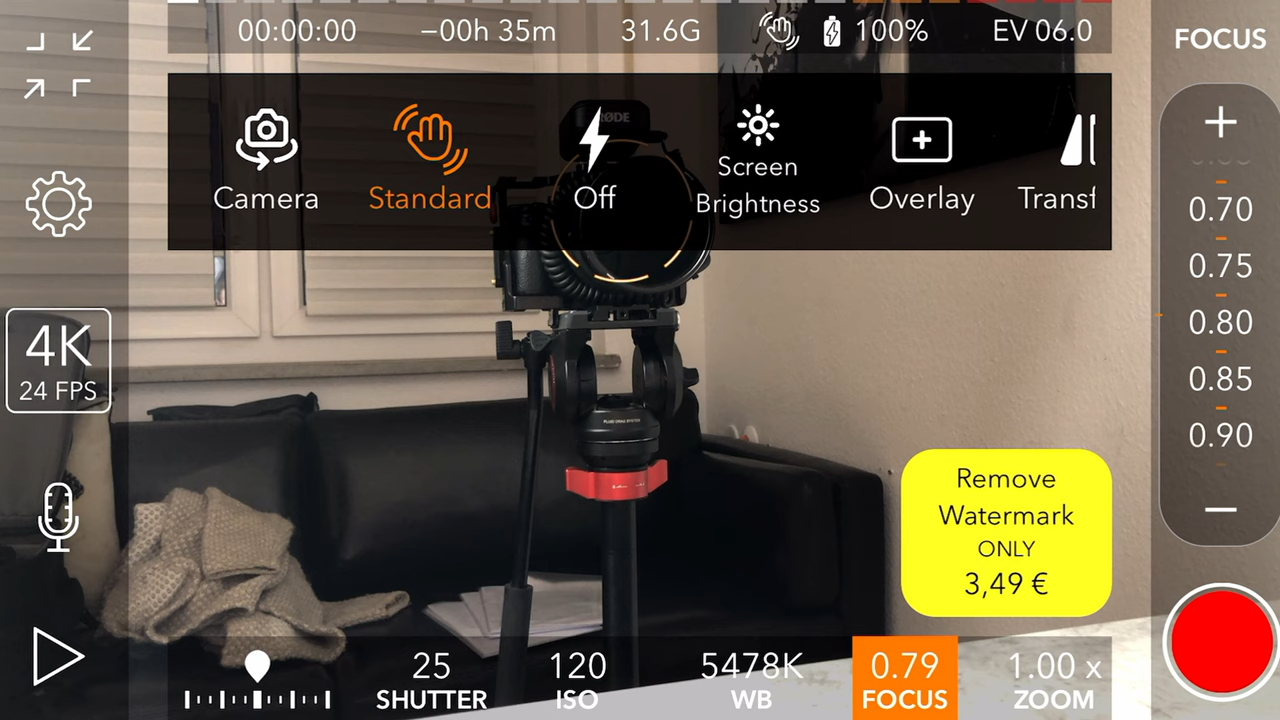 00:00:00 −00h 35m 31.6G 100% EV 06.0
FOCUS
RØDE
Camera Standard Off Screen Brightness Overlay Transf
0.70
0.75
0.80
0.85
0.90
4K
24 FPS
Remove
Watermark
ONLY
3,49 €
25 120 5478K 0.79 1.00 x
SHUTTER ISO WB FOCUS ZOOM